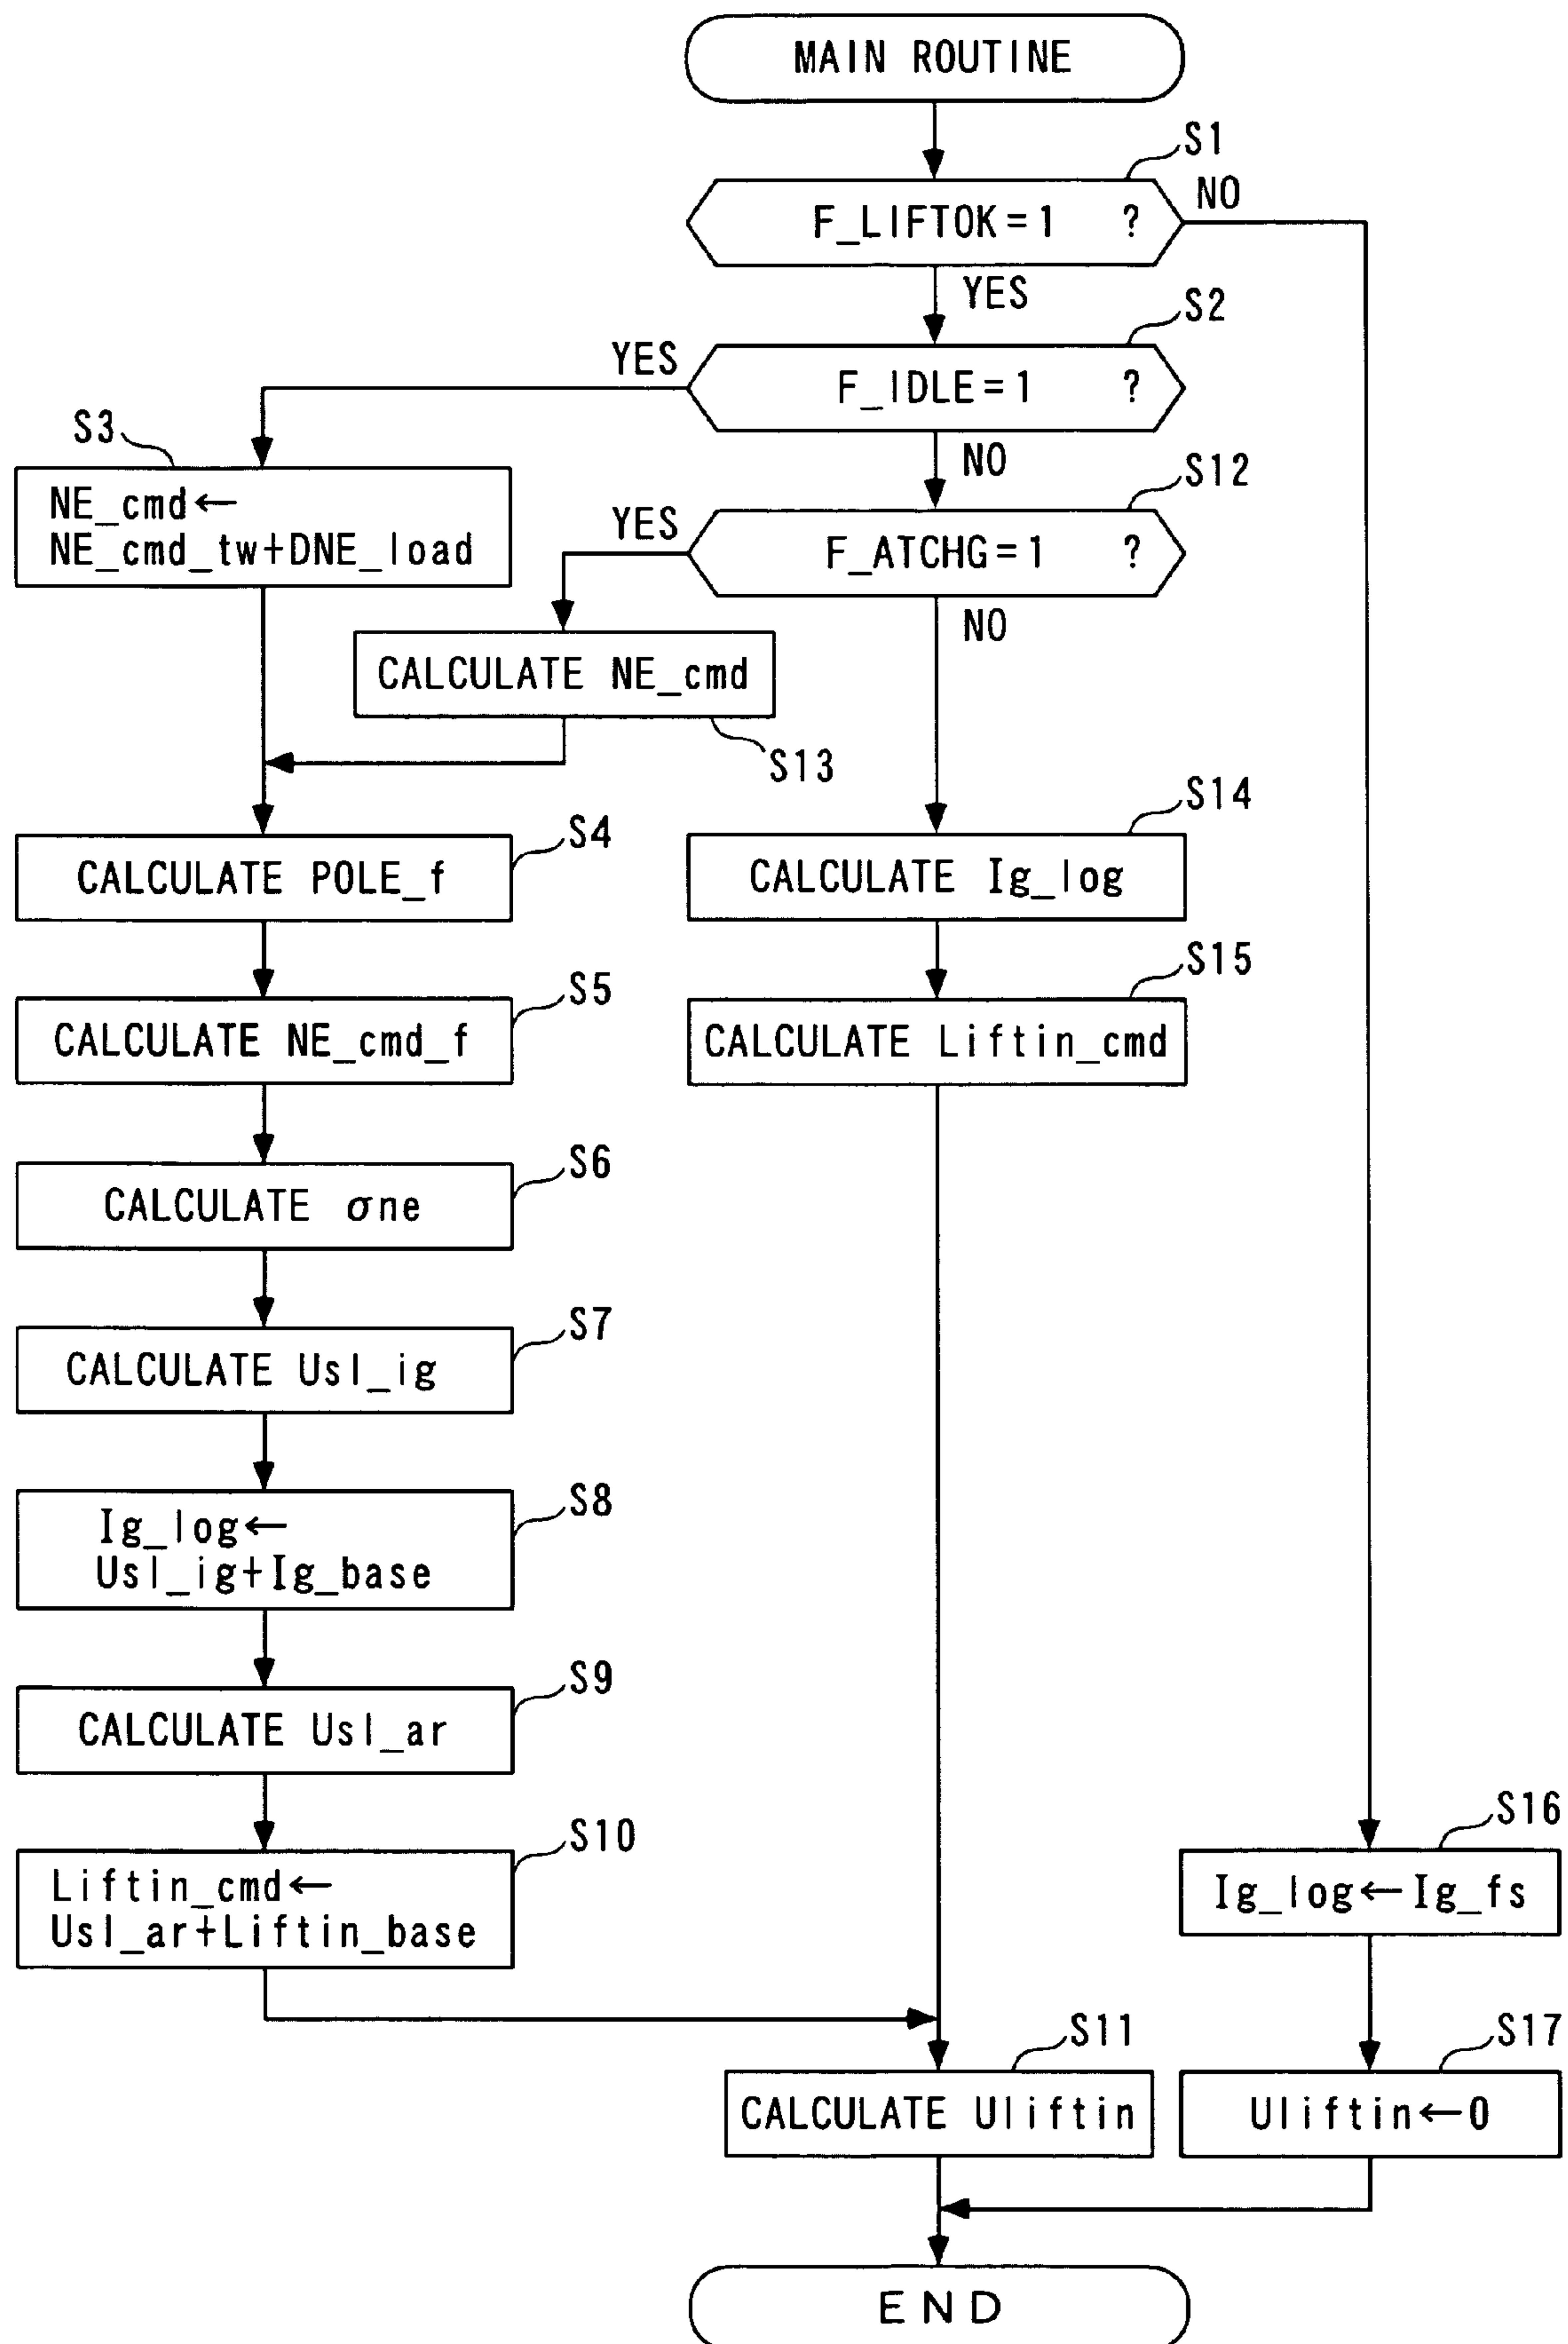 MAIN ROUTINE
S1
F_LIFTOK=1 ?
NO
YES
S2
YES
F_IDLE=1 ?
NO
S3
NE_cmd←
NE_cmd_tw+DNE_load
S12
YES
F_ATCHG=1 ?
NO
CALCULATE NE_cmd
S13
S4
CALCULATE POLE_f
S14
CALCULATE Ig_log
S5
CALCULATE NE_cmd_f
S15
CALCULATE Liftin_cmd
S6
CALCULATE σne
S7
CALCULATE Usl_ig
S8
Ig_log←
Usl_ig+Ig_base
S9
CALCULATE Usl_ar
S10
Liftin_cmd←
Usl_ar+Liftin_base
S16
Ig_log←Ig_fs
S11
CALCULATE Uliftin
S17
Uliftin←0
END